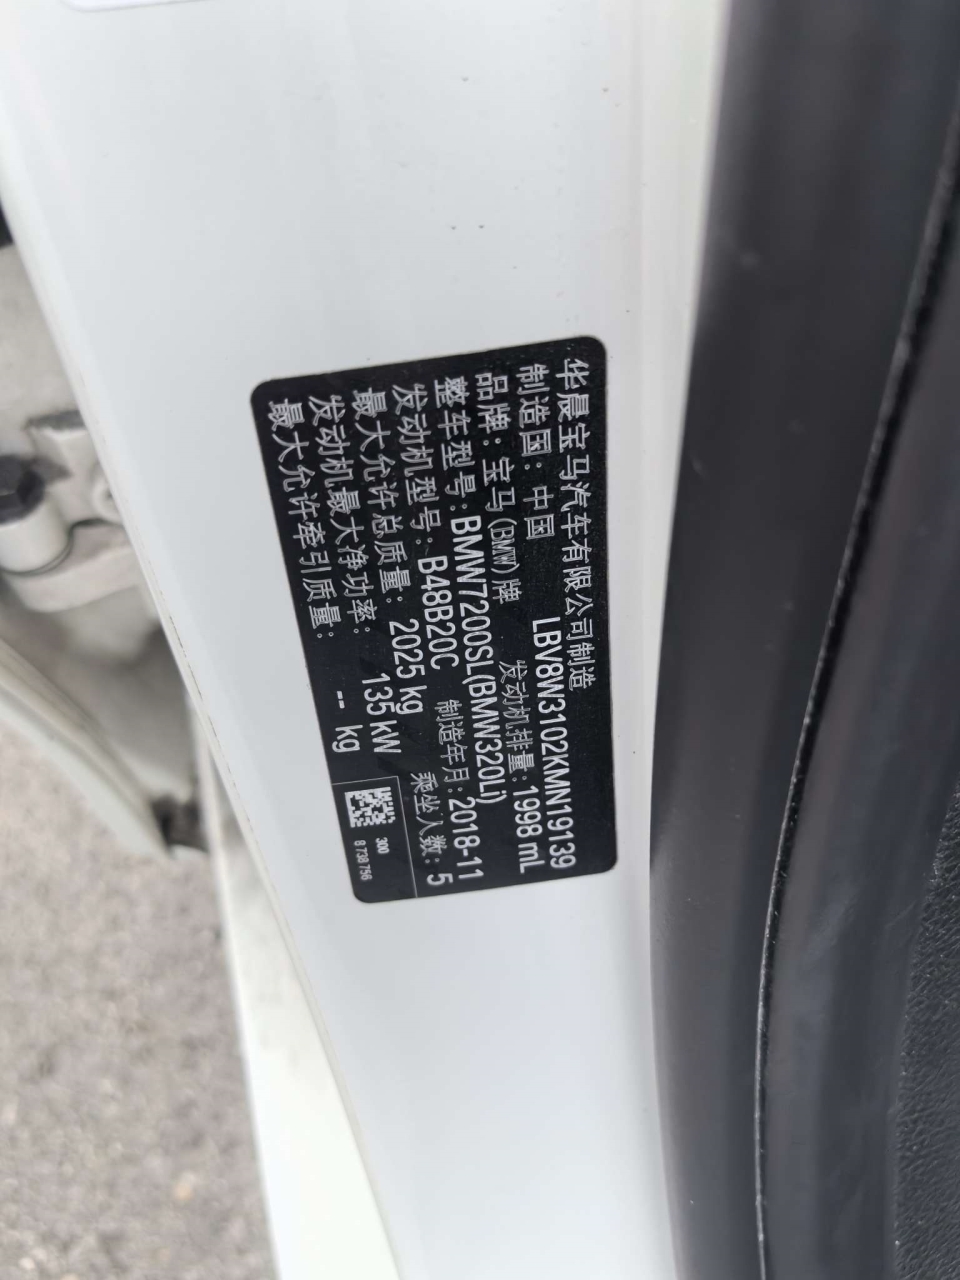 华晨宝马汽车有限公司制造
制造国：中国 LBV8W3102KMN19139
品牌：宝马(BMW)牌 发动机排量：1998 mL
整车型号：BMW7200SL(BMW320Li)
发动机型号：B48B20C 制造年月：2018-11
最大允许总质量：2025 kg 乘坐人数：5
发动机最大净功率：135 kW
最大允许牵引质量： -- kg
300
8 738 756